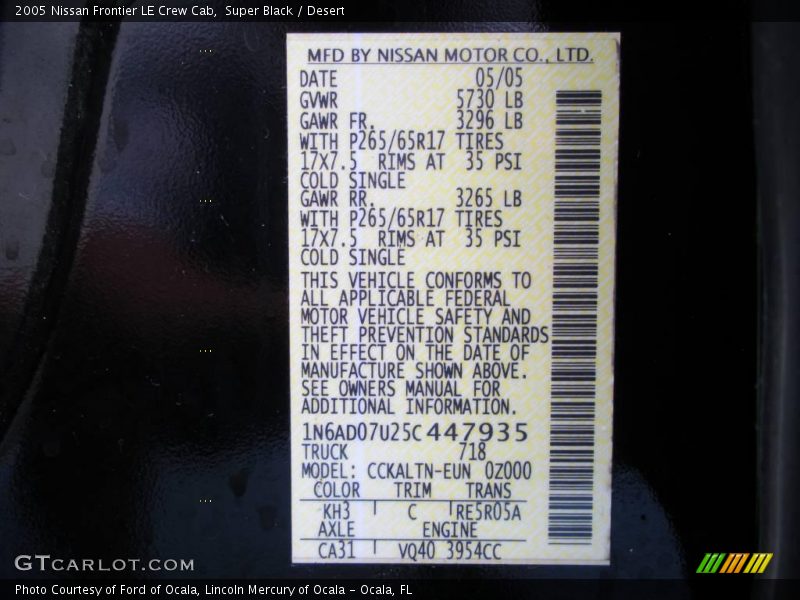 2005 Nissan Frontier LE Crew Cab,  Super Black / Desert
MFD BY NISSAN MOTOR CO., LTD.
DATE 05/05
GVWR 5730 LB
GAWR FR. 3296 LB
WITH P265/65R17 TIRES
17X7.5 RIMS AT 35 PSI
COLD SINGLE
GAWR RR. 3265 LB
WITH P265/65R17 TIRES
17X7.5 RIMS AT 35 PSI
COLD SINGLE
THIS VEHICLE CONFORMS TO
ALL APPLICABLE FEDERAL
MOTOR VEHICLE SAFETY AND
THEFT PREVENTION STANDARDS
IN EFFECT ON THE DATE OF
MANUFACTURE SHOWN ABOVE.
SEE OWNERS MANUAL FOR
ADDITIONAL INFORMATION.
1N6AD07U25C447935
TRUCK 718
MODEL: CCKALTN-EUN 0Z000
COLOR TRIM TRANS
KH3 C RE5R05A
AXLE ENGINE
CA31 VQ40 3954CC
GTCARLOT.COM
Photo Courtesy of Ford of Ocala, Lincoln Mercury of Ocala - Ocala, FL